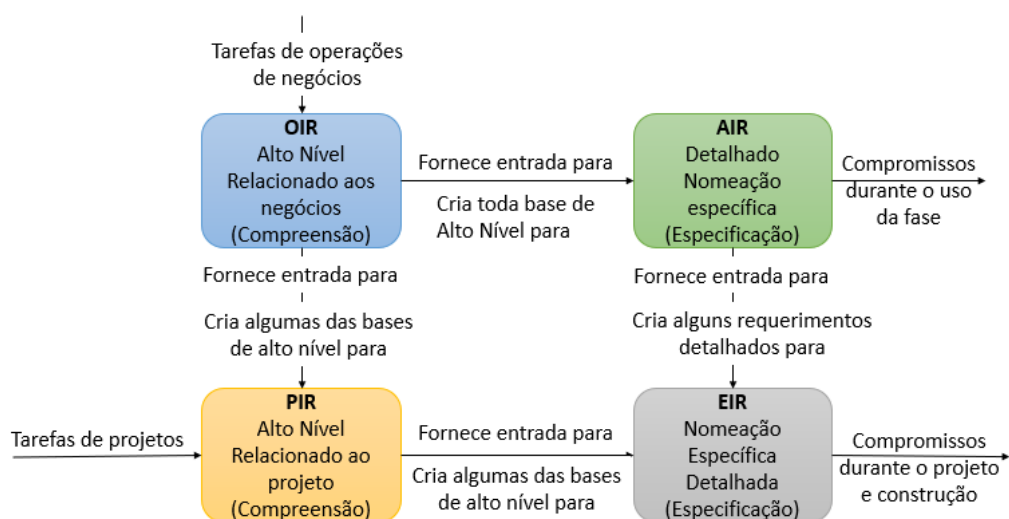 Tarefas de operações
de negócios
OIR
Alto Nível
Relacionado aos
negócios
(Compreensão)
Fornece entrada para
Cria toda base de
Alto Nível para
AIR
Detalhado
Nomeação
específica
(Especificação)
Compromissos
durante o uso
da fase
Fornece entrada para
Cria algumas das bases
de alto nível para
Fornece entrada para
Cria alguns requerimentos
detalhados para
Tarefas de projetos
PIR
Alto Nível
Relacionado ao
projeto
(Compreensão)
Fornece entrada para
Cria algumas das bases
de alto nível para
EIR
Nomeação
Específica
Detalhada
(Especificação)
Compromissos
durante o projeto
e construção